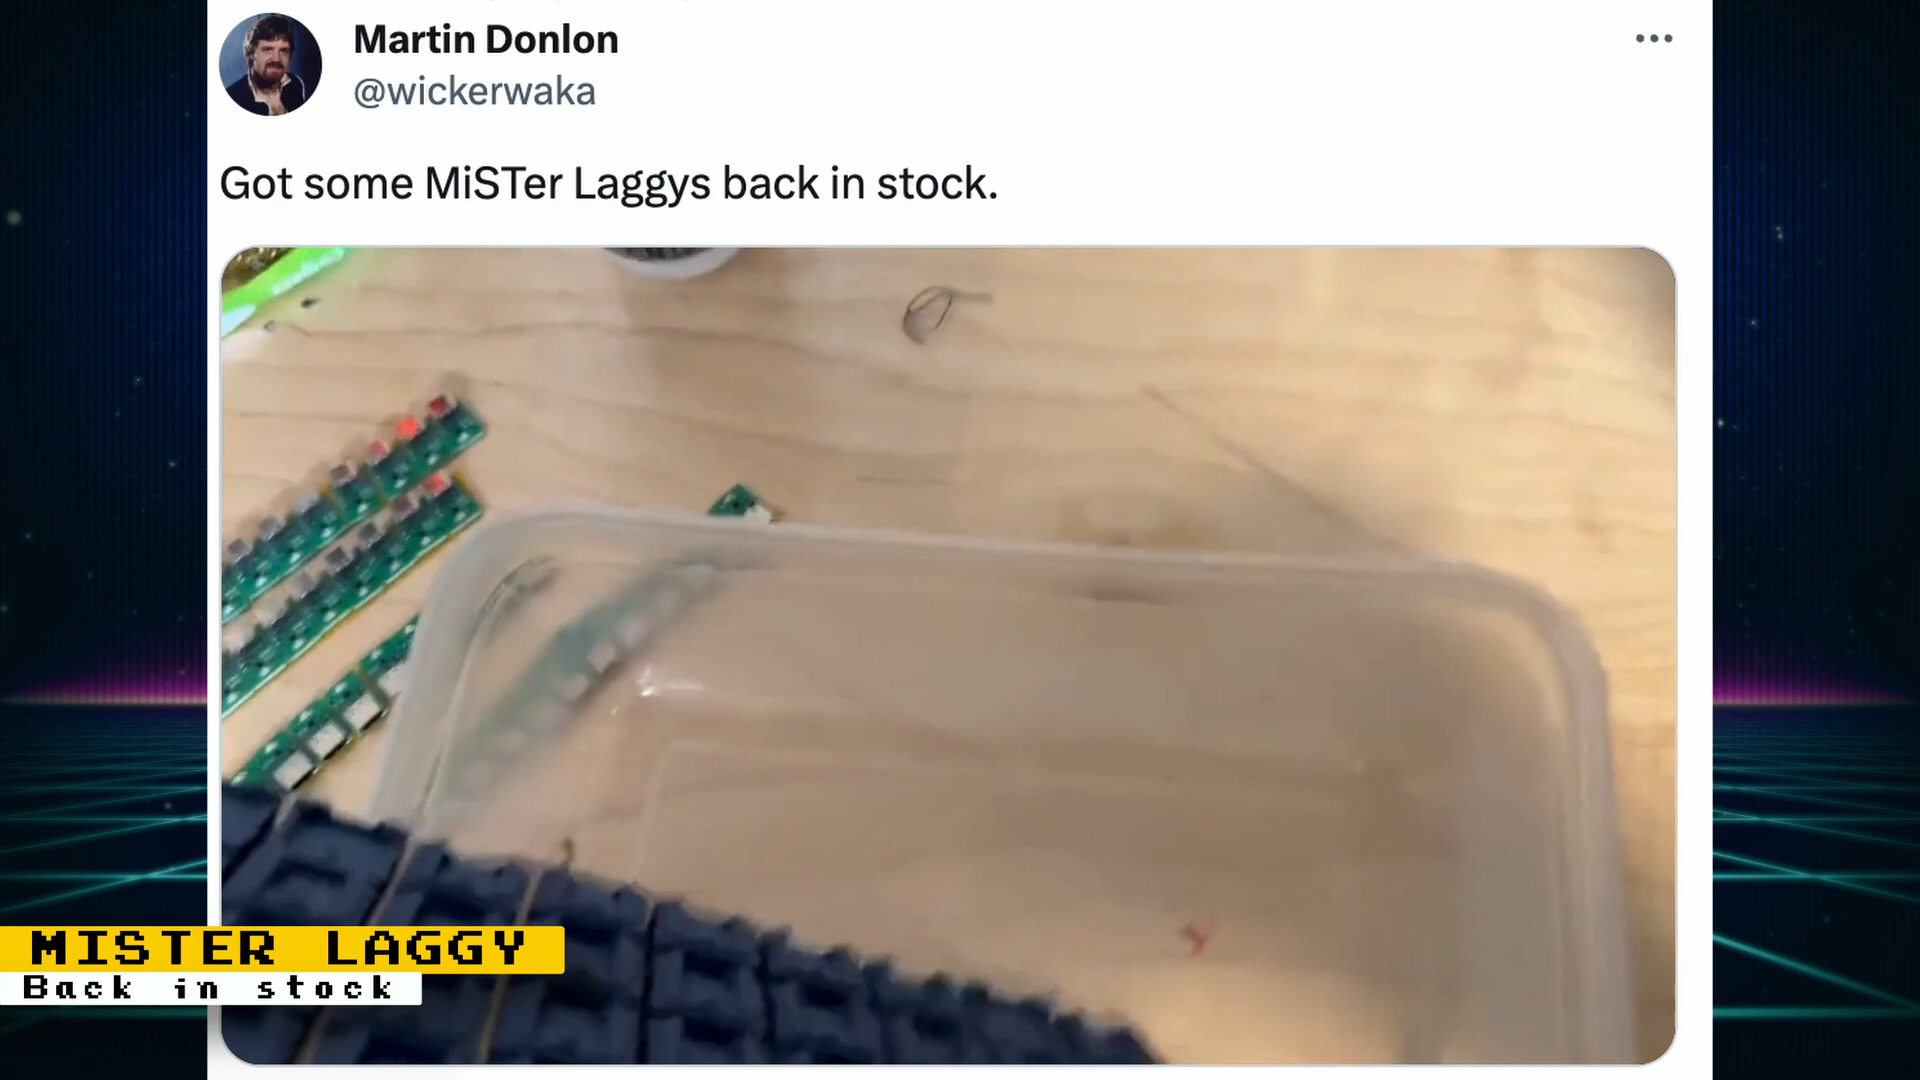 Martin Donlon
@wickerwaka
Got some MiSTer Laggys back in stock.
MISTER LAGGY
Back in stock